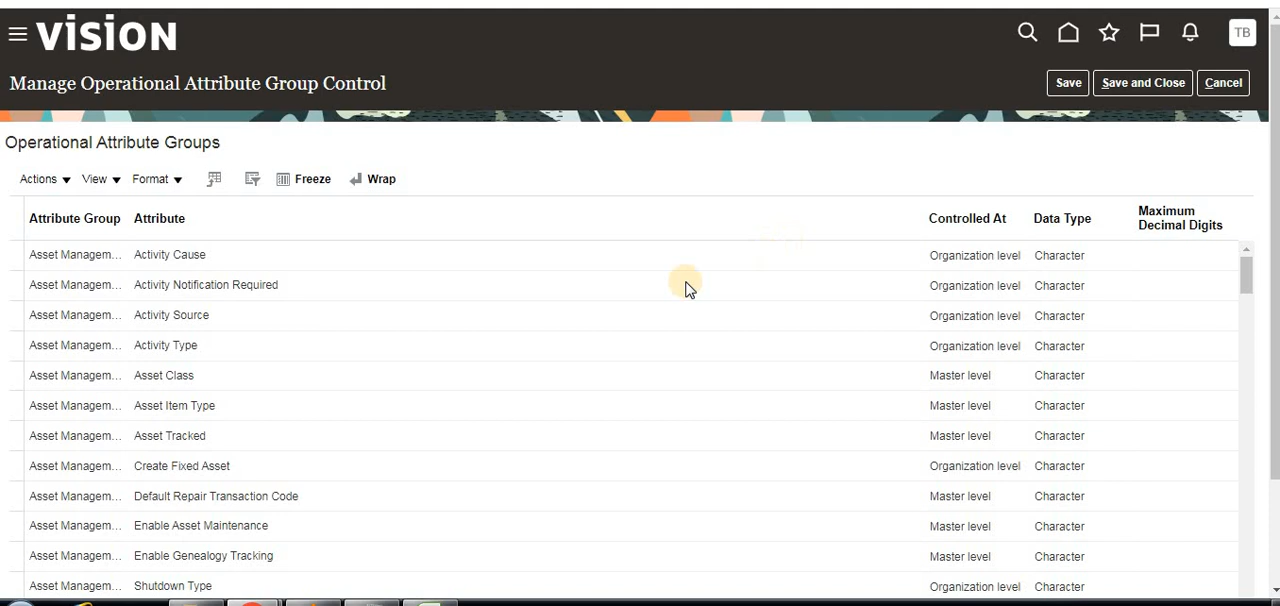 vision
TB
Manage Operational Attribute Group Control
Save
Save and Close
Cancel
Operational Attribute Groups
Actions View Format Freeze Wrap
Attribute Group Attribute Controlled At Data Type Maximum Decimal Digits
Asset Managem... Activity Cause Organization level Character
Asset Managem... Activity Notification Required Organization level Character
Asset Managem... Activity Source Organization level Character
Asset Managem... Activity Type Organization level Character
Asset Managem... Asset Class Master level Character
Asset Managem... Asset Item Type Master level Character
Asset Managem... Asset Tracked Master level Character
Asset Managem... Create Fixed Asset Organization level Character
Asset Managem... Default Repair Transaction Code Master level Character
Asset Managem... Enable Asset Maintenance Master level Character
Asset Managem... Enable Genealogy Tracking Master level Character
Asset Managem... Shutdown Type Organization level Character